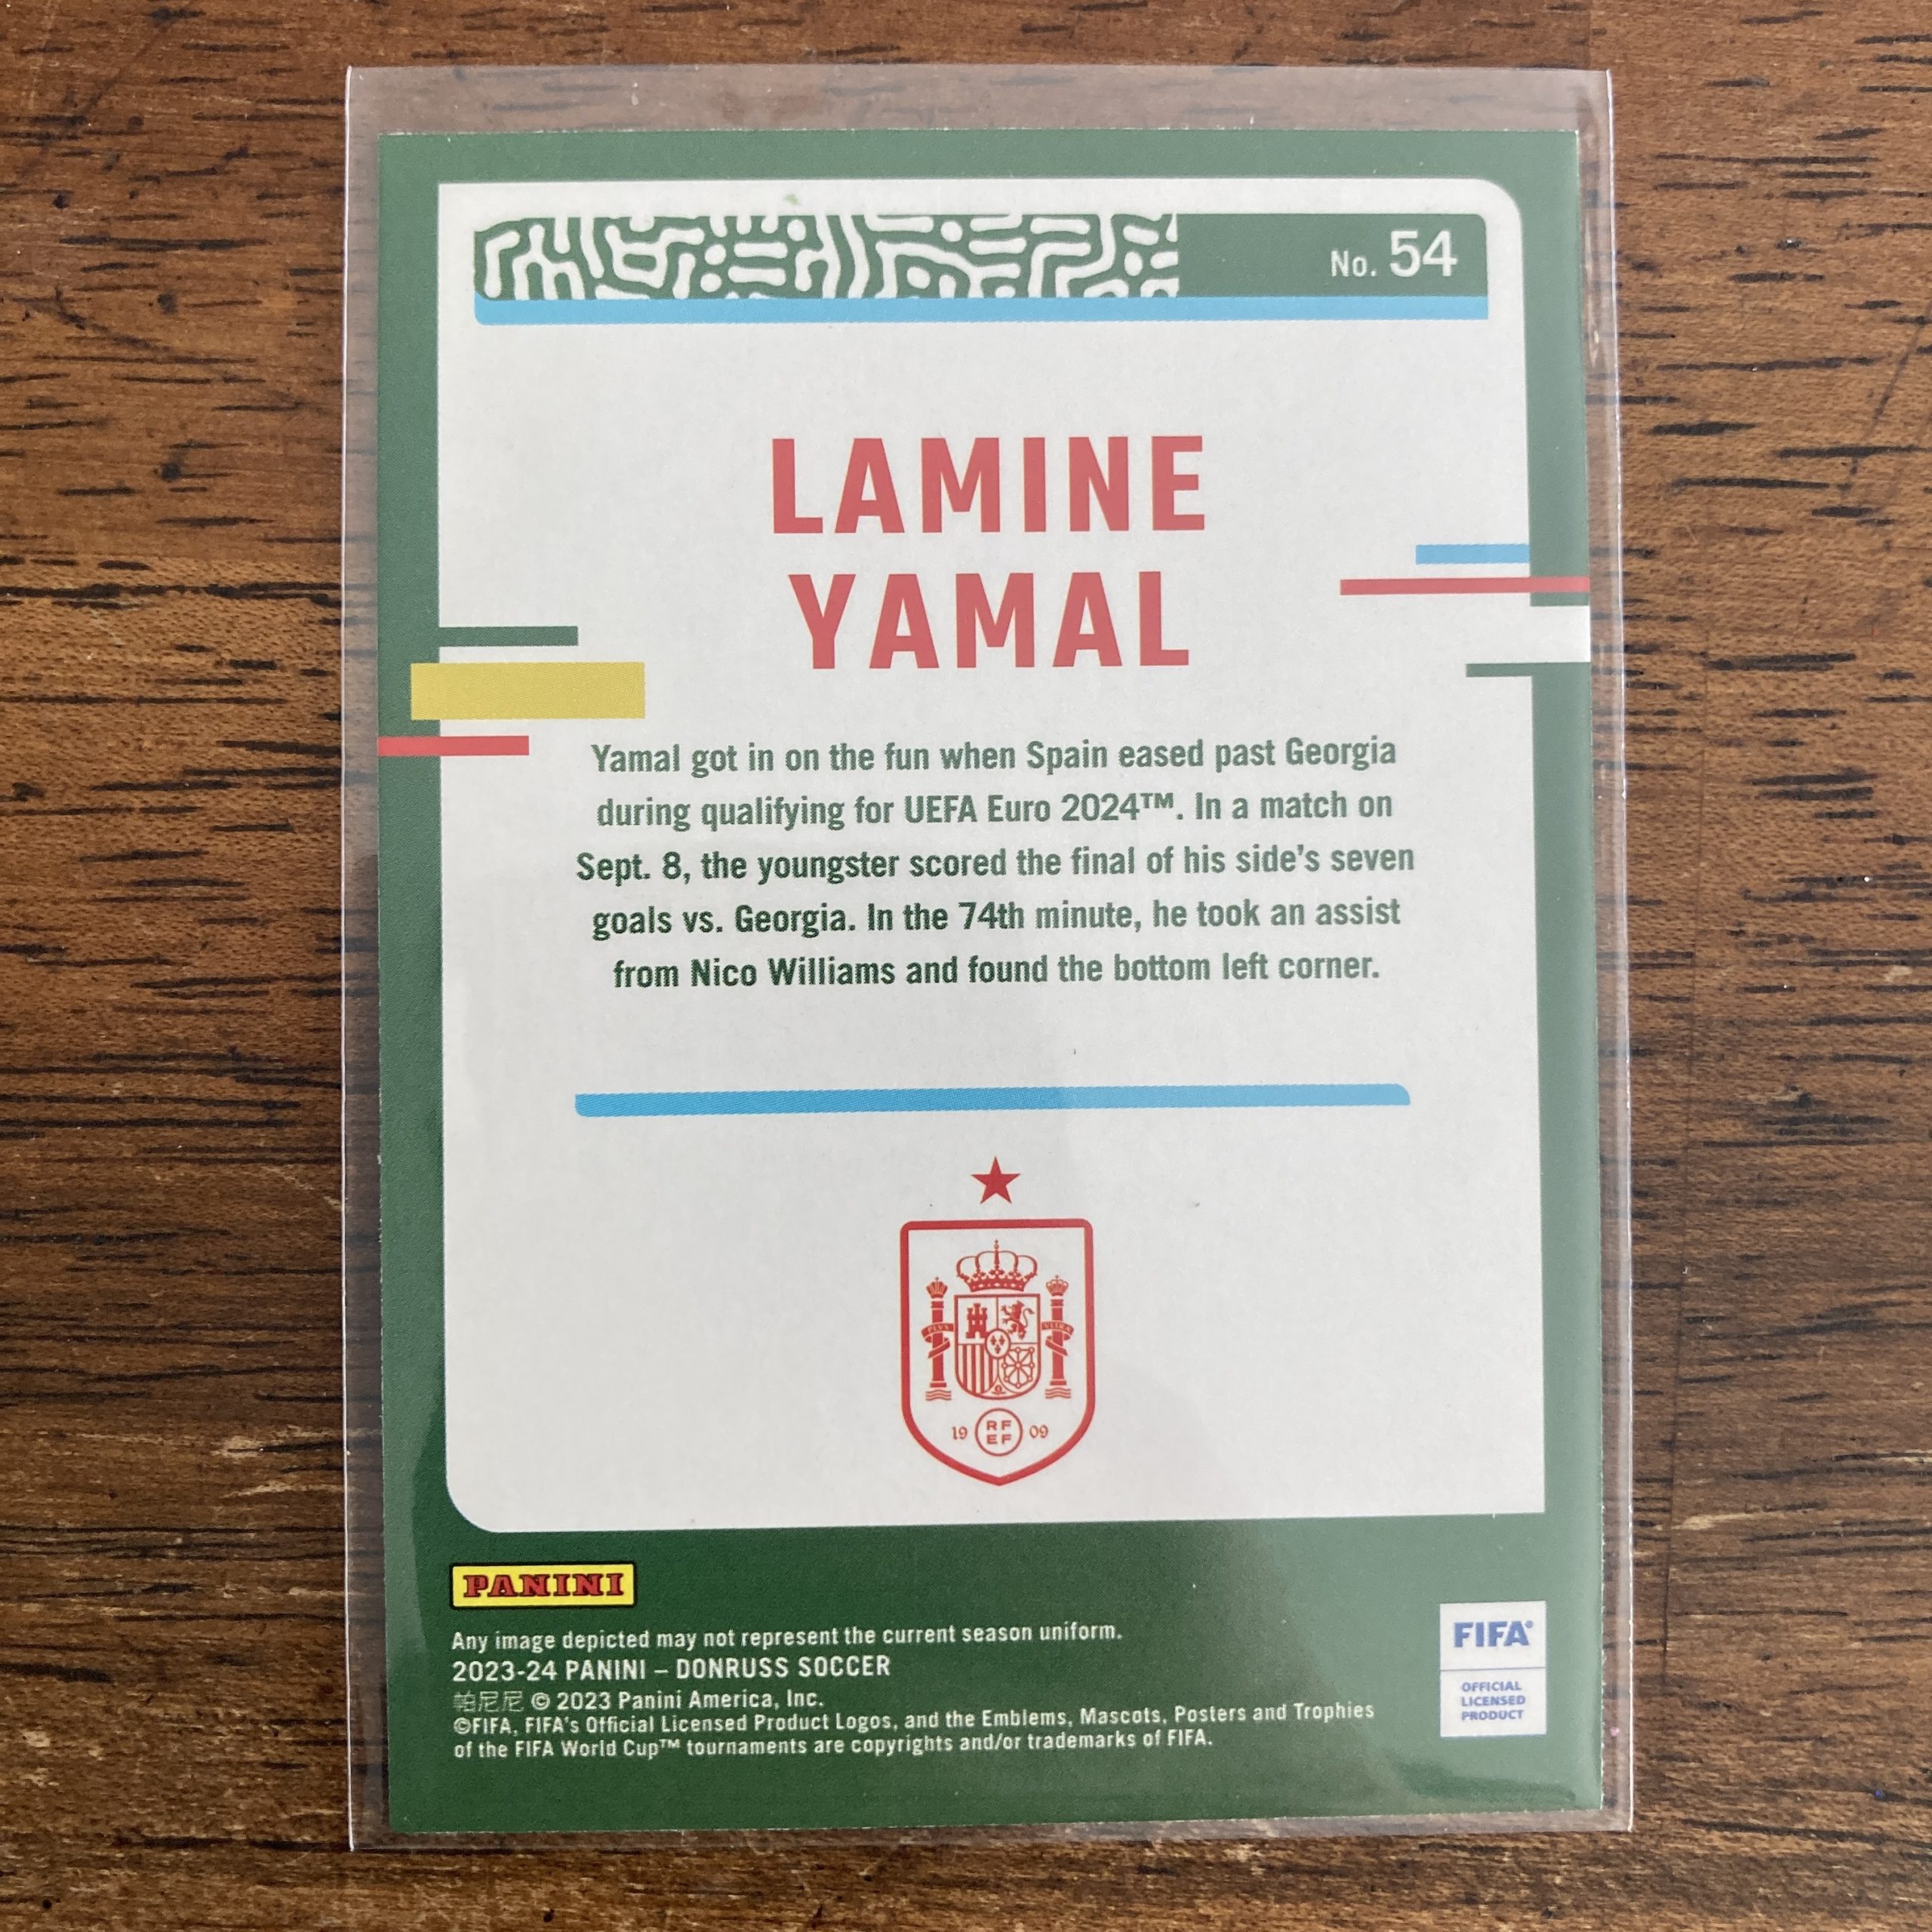 No. 54
LAMINE
YAMAL
Yamal got in on the fun when Spain eased past Georgia
during qualifying for UEFA Euro 2024™. In a match on
Sept. 8, the youngster scored the final of his side's seven
goals vs. Georgia. In the 74th minute, he took an assist
from Nico Williams and found the bottom left corner.
PLVS VLTRA
19 RF 09
EF
PANINI
Any image depicted may not represent the current season uniform.
2023-24 PANINI – DONRUSS SOCCER
帕尼尼 © 2023 Panini America, Inc.
©FIFA, FIFA's Official Licensed Product Logos, and the Emblems, Mascots, Posters and Trophies
of the FIFA World Cup™ tournaments are copyrights and/or trademarks of FIFA.
FIFA®
OFFICIAL
LICENSED
PRODUCT